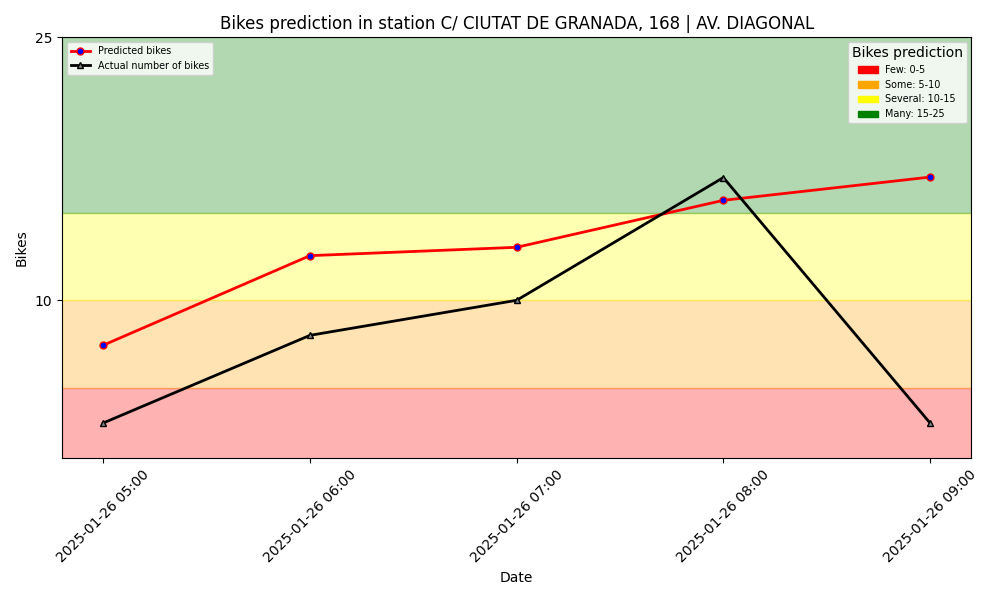 Bikes prediction in station C/ CIUTAT DE GRANADA, 168 | AV. DIAGONAL
25
10
Bikes
Predicted bikes
Actual number of bikes
Bikes prediction
Few: 0-5
Some: 5-10
Several: 10-15
Many: 15-25
2025-01-26 05:00
2025-01-26 06:00
2025-01-26 07:00
2025-01-26 08:00
2025-01-26 09:00
Date